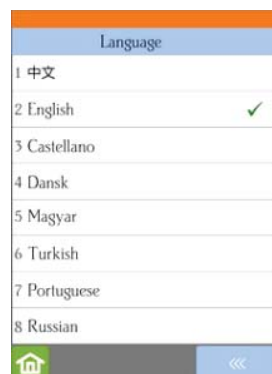 Language
1 中文
2 English
3 Castellano
4 Dansk
5 Magyar
6 Turkish
7 Portuguese
8 Russian